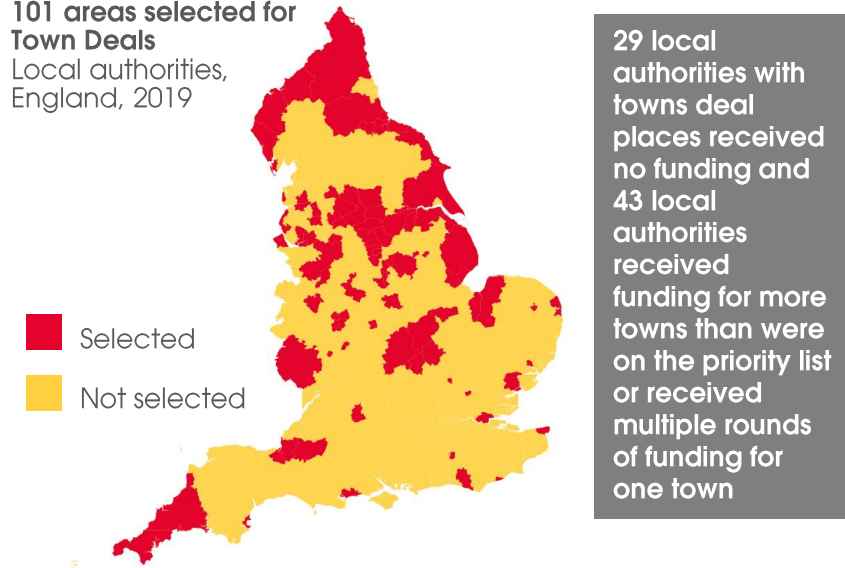 101 areas selected for
Town Deals
Local authorities,
England, 2019
Selected
Not selected
29 local
authorities with
towns deal
places received
no funding and
43 local
authorities
received
funding for more
towns than were
on the priority list
or received
multiple rounds
of funding for
one town